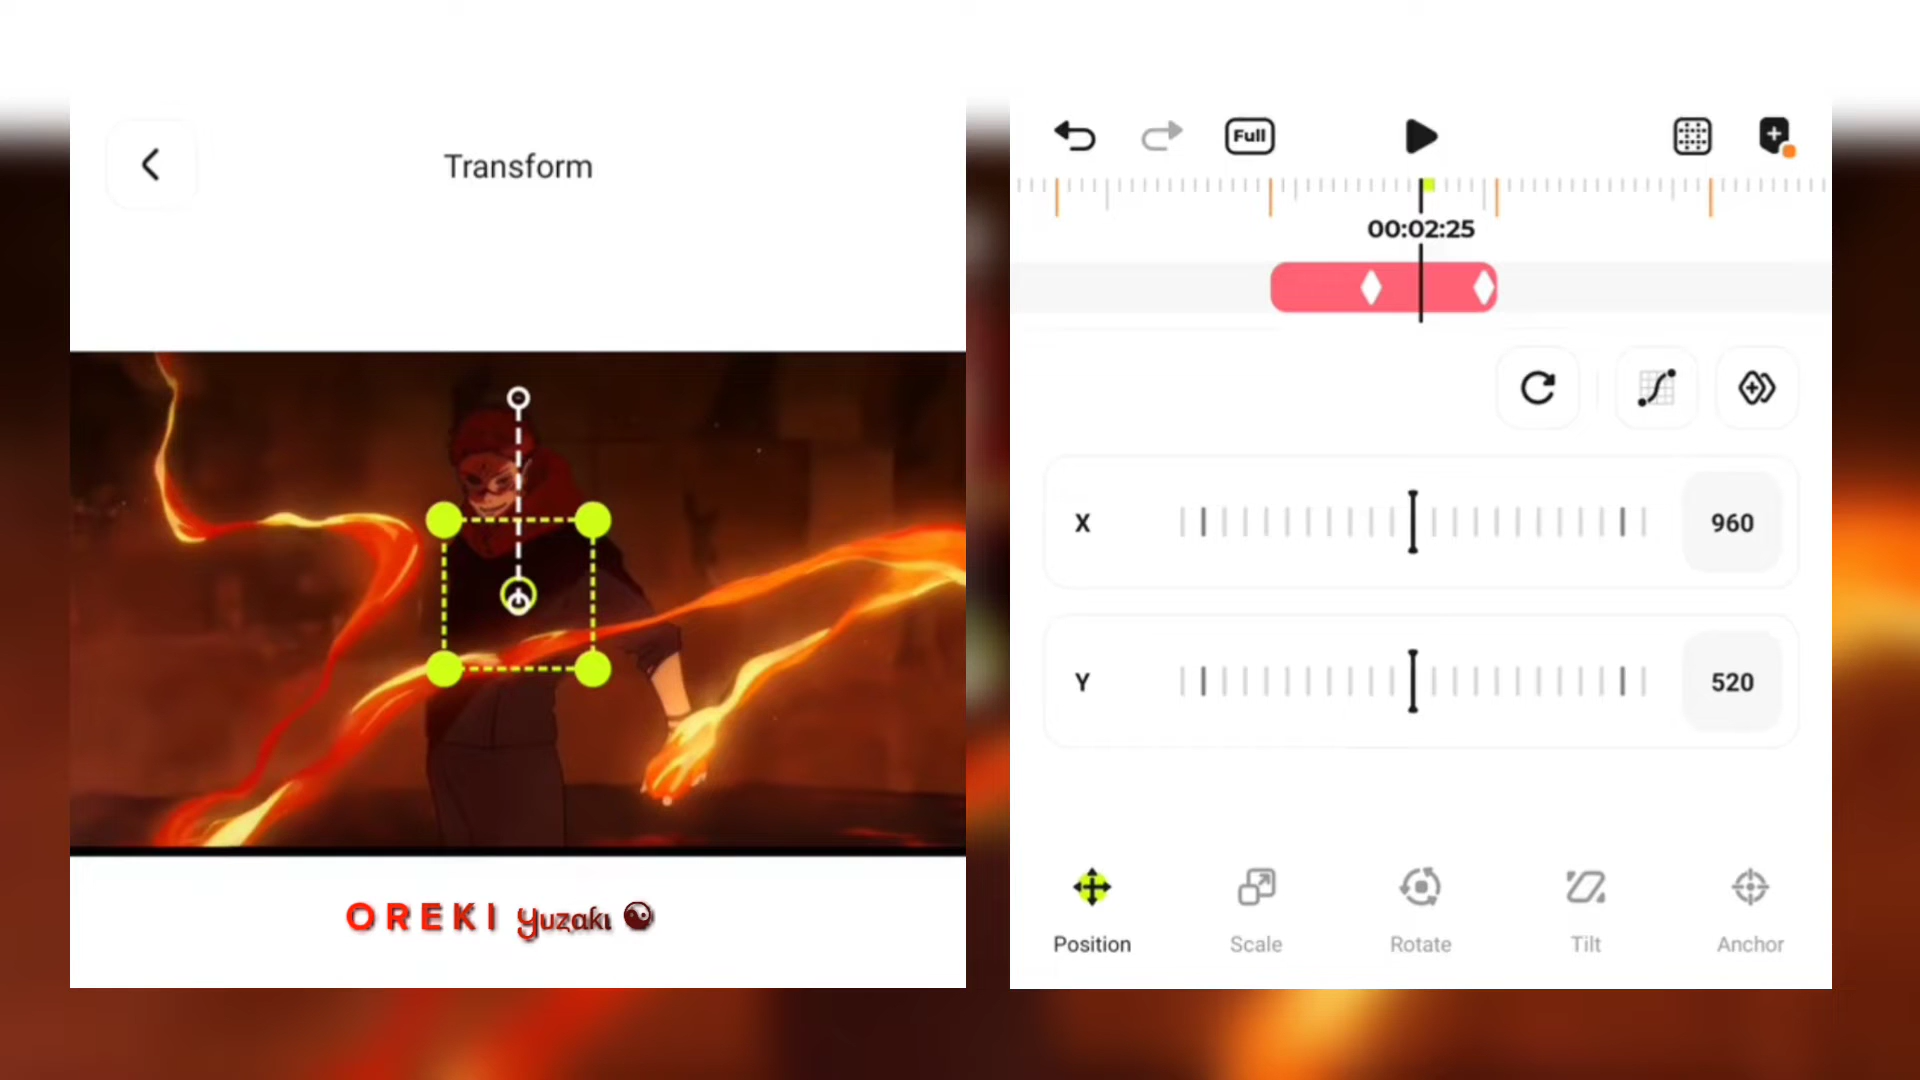 Transform
Full
00:02:25
X
960
Y
520
Position
Scale
Rotate
Tilt
Anchor
OREKI yuzaki